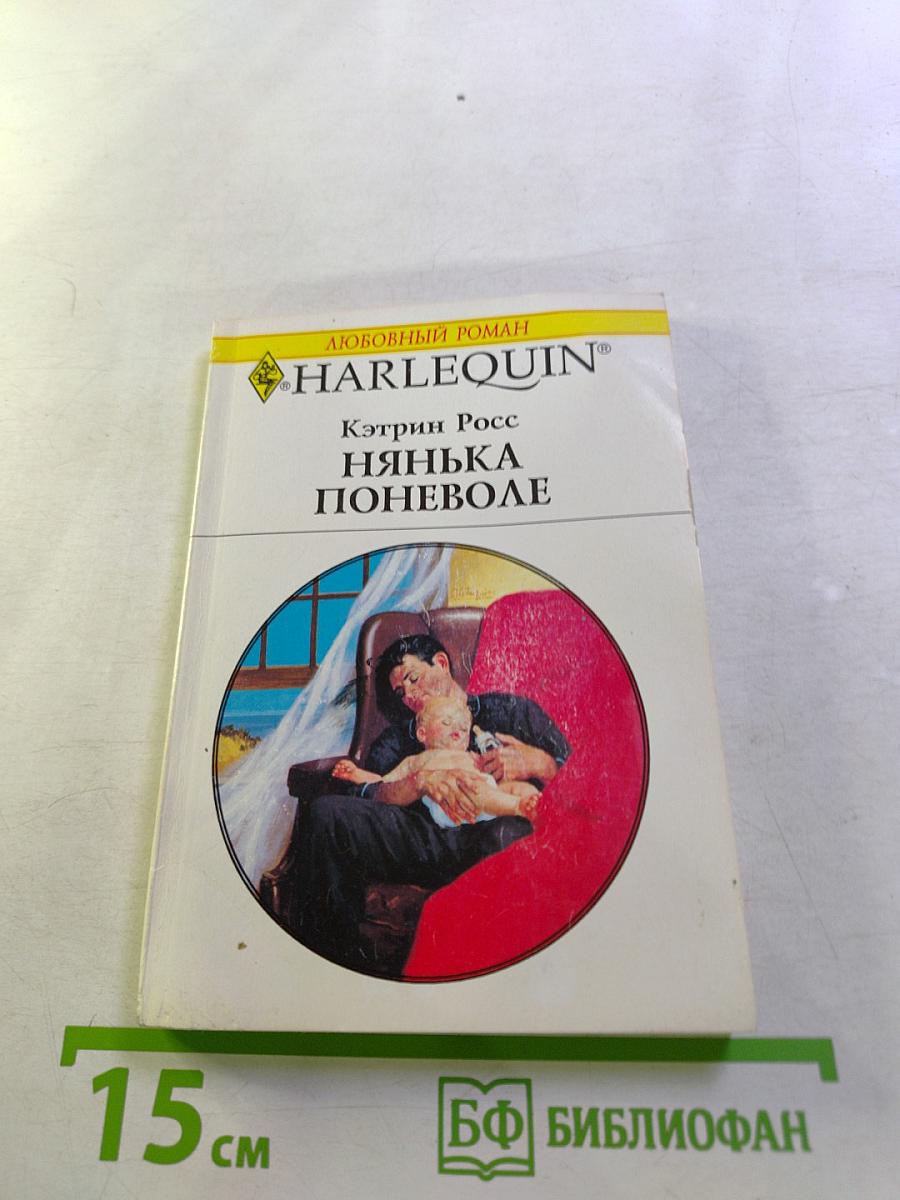 ЛЮБОВНЫЙ РОМАН
® HARLEQUIN®
Кэтрин Росс
НЯНЬКА
ПОНЕВОЛЕ
15 см
БФ БИБЛИОФАН